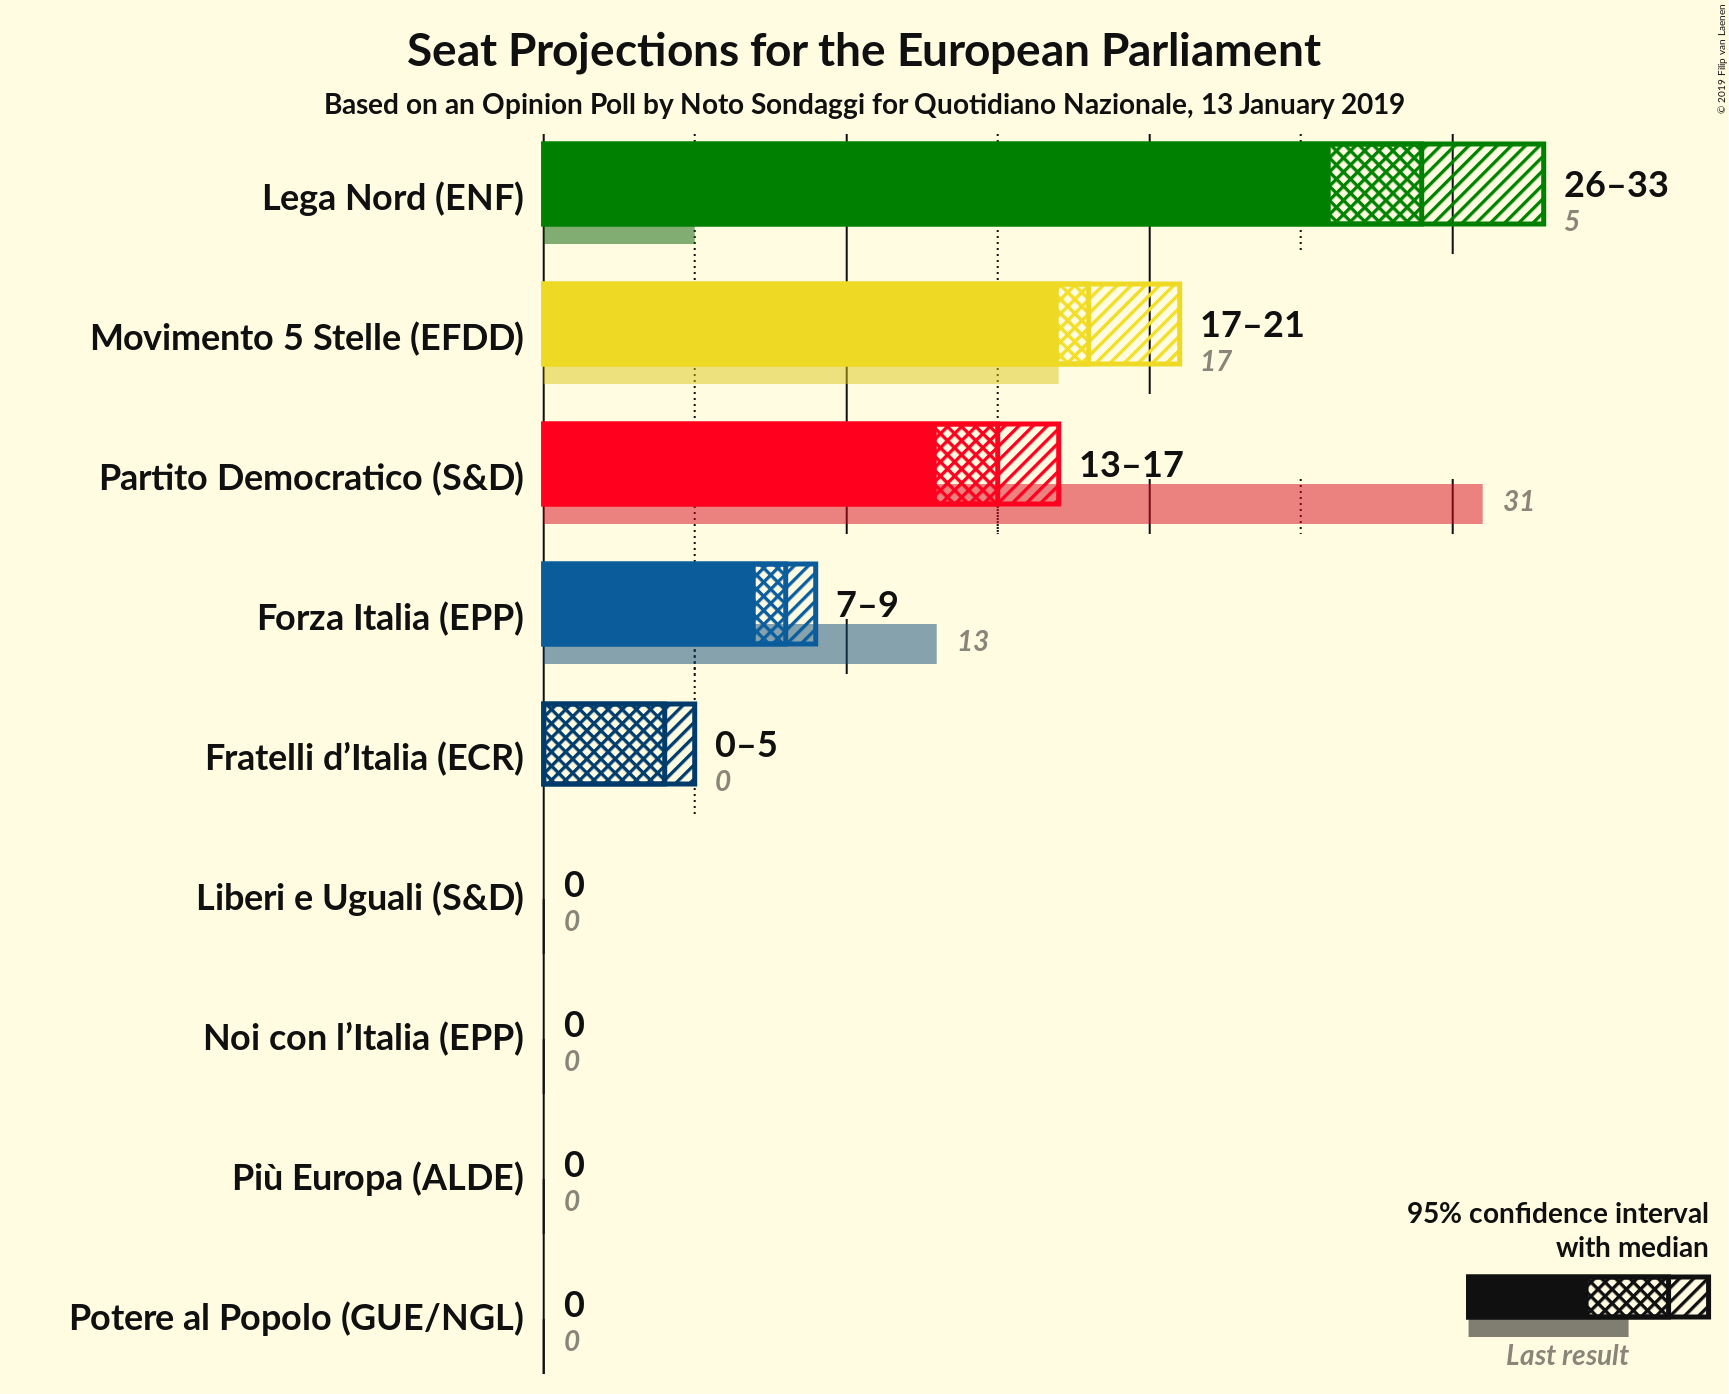 Seat Projections for the European Parliament
Based on an Opinion Poll by Noto Sondaggi for Quotidiano Nazionale, 13 January 2019
© 2019 Filip van Laenen
Lega Nord (ENF)
26–33
5
Movimento 5 Stelle (EFDD)
17–21
17
Partito Democratico (S&D)
13–17
31
Forza Italia (EPP)
7–9
13
Fratelli d’Italia (ECR)
0–5
0
Liberi e Uguali (S&D)
0
0
Noi con l’Italia (EPP)
0
0
Più Europa (ALDE)
0
0
Potere al Popolo (GUE/NGL)
0
0
95% confidence interval
with median
Last result